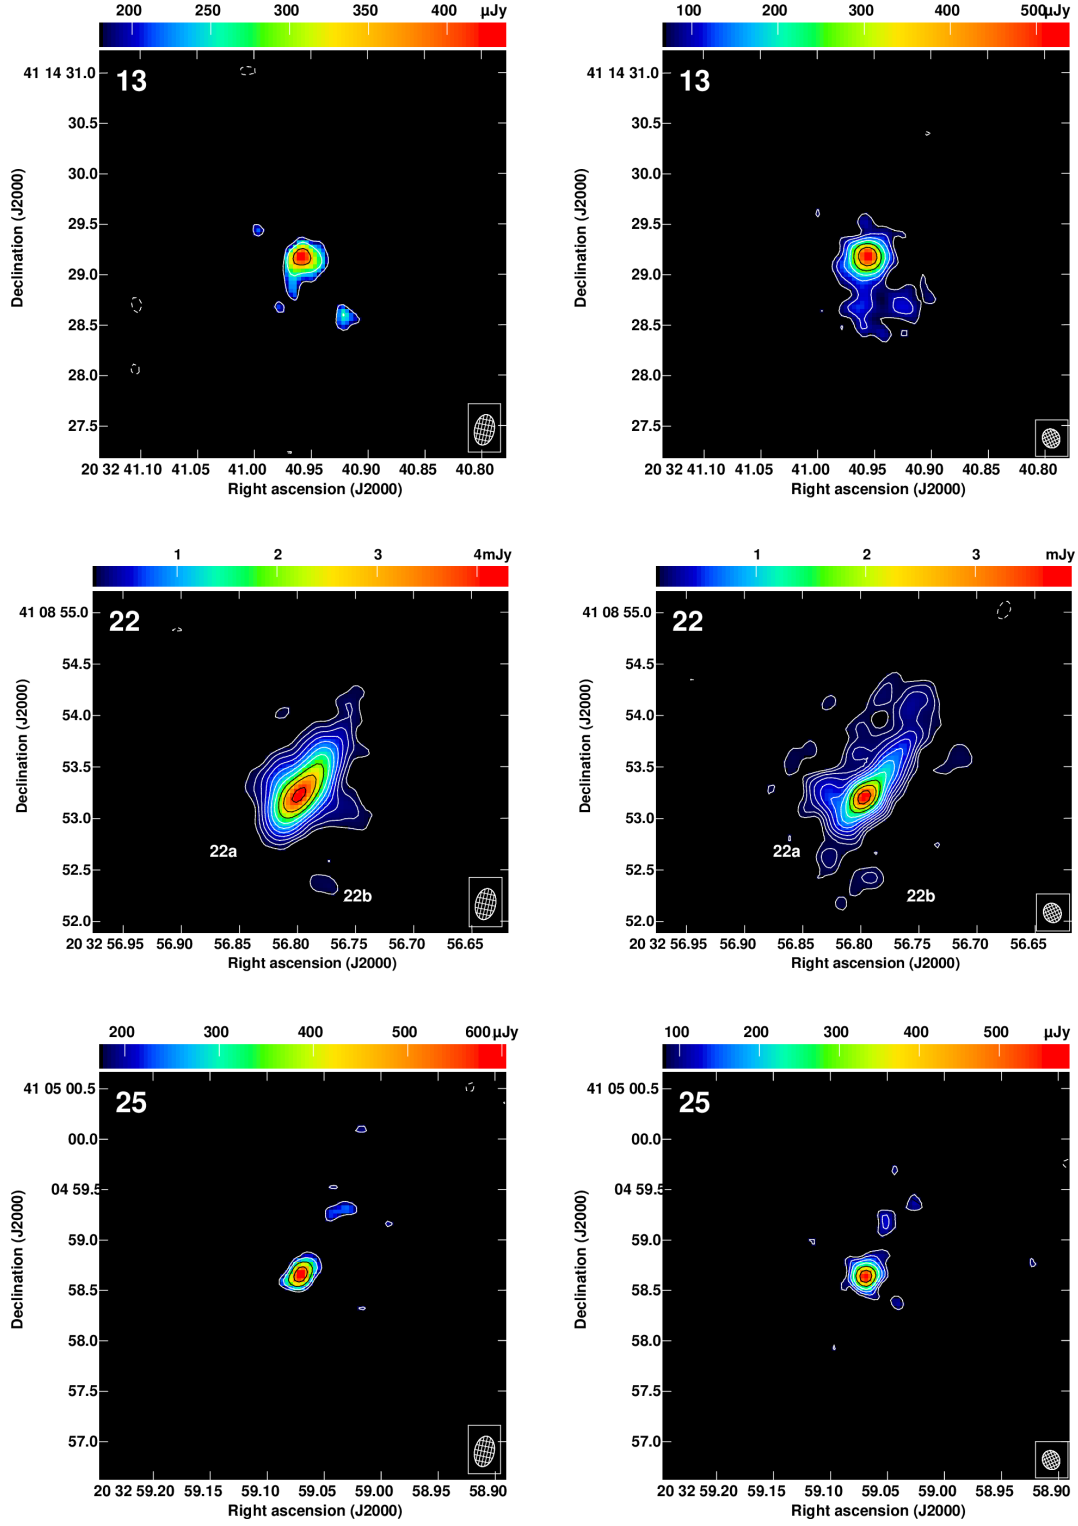 200 250 300 350 400 µJy
13
41 14 31.0
30.5
30.0
29.5
29.0
28.5
28.0
27.5
Declination (J2000)
20 32 41.10 41.05 41.00 40.95 40.90 40.85 40.80
Right ascension (J2000)
100 200 300 400 500 µJy
13
41 14 31.0
30.5
30.0
29.5
29.0
28.5
28.0
27.5
Declination (J2000)
20 32 41.10 41.05 41.00 40.95 40.90 40.85 40.80
Right ascension (J2000)
1 2 3 4 mJy
22
41 08 55.0
54.5
54.0
53.5
53.0
52.5
52.0
22a
22b
Declination (J2000)
20 32 56.95 56.90 56.85 56.80 56.75 56.70 56.65
Right ascension (J2000)
1 2 3 mJy
22
41 08 55.0
54.5
54.0
53.5
53.0
52.5
52.0
22a
22b
Declination (J2000)
20 32 56.95 56.90 56.85 56.80 56.75 56.70 56.65
Right ascension (J2000)
200 300 400 500 600 µJy
25
41 05 00.5
00.0
04 59.5
59.0
58.5
58.0
57.5
57.0
Declination (J2000)
20 32 59.20 59.15 59.10 59.05 59.00 58.95 58.90
Right ascension (J2000)
100 200 300 400 500 µJy
25
41 05 00.5
00.0
04 59.5
59.0
58.5
58.0
57.5
57.0
Declination (J2000)
20 32 59.20 59.15 59.10 59.05 59.00 58.95 58.90
Right ascension (J2000)